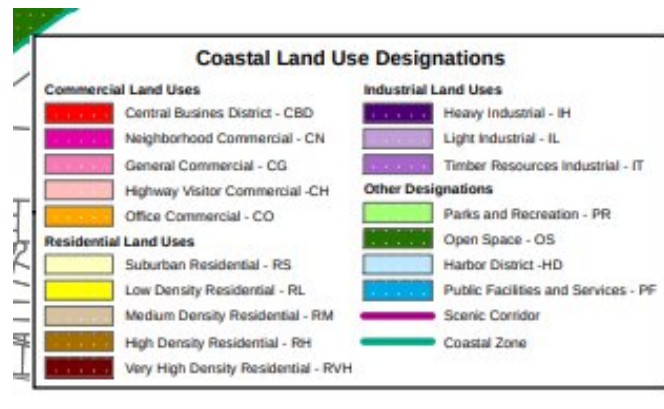 Coastal Land Use Designations
Commercial Land Uses
Central Busines District - CBD
Neighborhood Commercial - CN
General Commercial - CG
Highway Visitor Commercial -CH
Office Commercial - CO
Residential Land Uses
Suburban Residential - RS
Low Density Residential - RL
Medium Density Residential - RM
High Density Residential - RH
Very High Density Residential - RVH
Industrial Land Uses
Heavy Industrial - IH
Light Industrial - IL
Timber Resources Industrial - IT
Other Designations
Parks and Recreation - PR
Open Space - OS
Harbor District -HD
Public Facilities and Services - PF
Scenic Corridor
Coastal Zone